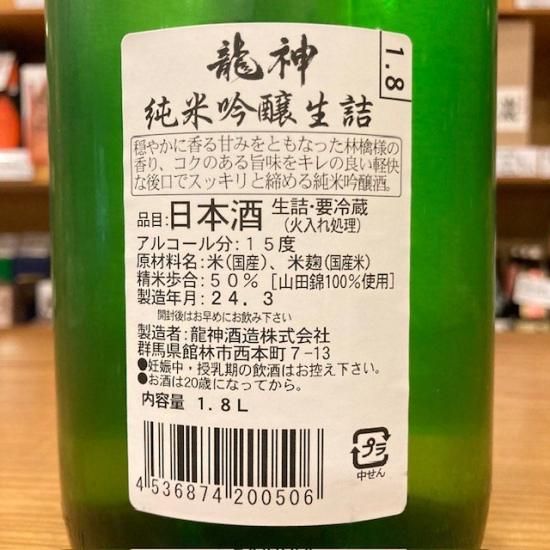 龍神
1.8
純米吟醸生詰
穏やかに香る甘みをともなった林檎様の
香り、コクのある旨味をキレの良い軽快
な後口でスッキリと締める純米吟醸酒。
品目:日本酒 生詰・要冷蔵
(火入れ処理)
アルコール分:15度
原材料名:米(国産)、米麹(国産米)
精米歩合:50% [山田錦100%使用]
製造年月:24.3
開封後はお早めにお飲み下さい
製造者:龍神酒造株式会社
群馬県館林市西本町7-13
●妊娠中・授乳期の飲酒はお控え下さい。
●お酒は20歳になってから。
内容量 1.8L
4536874200506
プラ
中せん